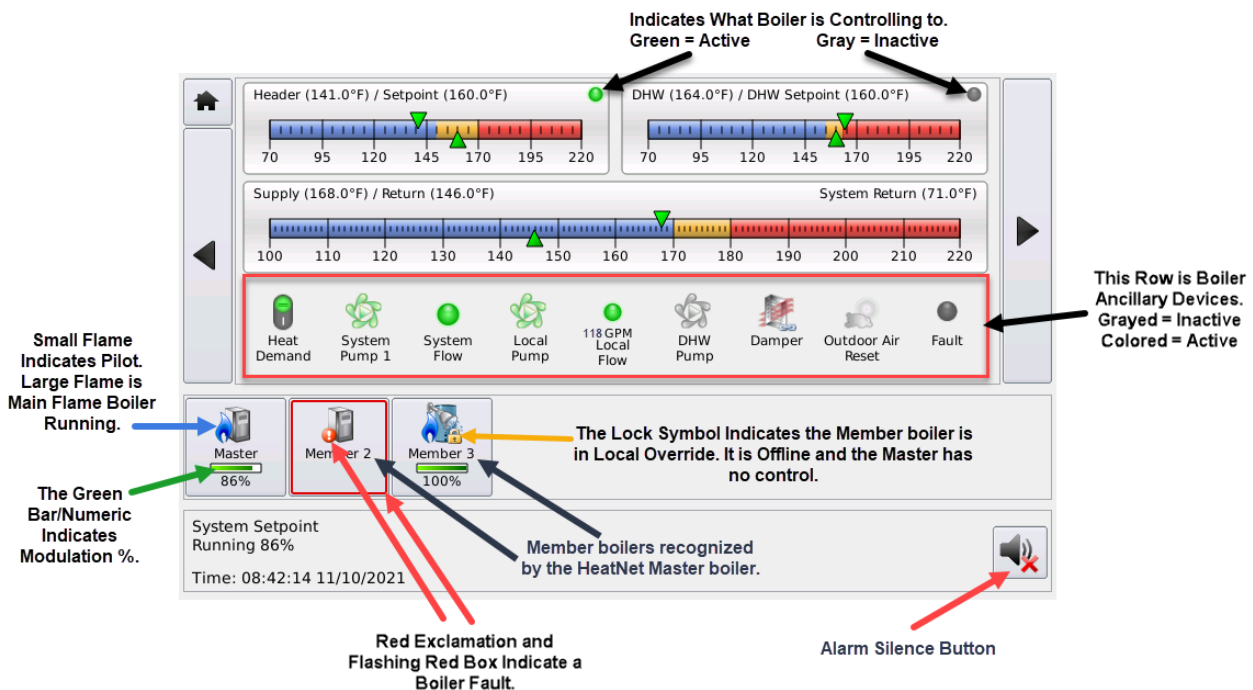 Indicates What Boiler is Controlling to.
Green = Active Gray = Inactive
Header (141.0°F) / Setpoint (160.0°F)
70 95 120 145 170 195 220
DHW (164.0°F) / DHW Setpoint (160.0°F)
70 95 120 145 170 195 220
Supply (168.0°F) / Return (146.0°F) System Return (71.0°F)
100 110 120 130 140 150 160 170 180 190 200 210 220
Heat
Demand
System
Pump 1
System
Flow
Local
Pump
118 GPM
Local
Flow
DHW
Pump
Damper
Outdoor Air
Reset
Fault
This Row is Boiler
Ancillary Devices.
Grayed = Inactive
Colored = Active
Small Flame
Indicates Pilot.
Large Flame is
Main Flame Boiler
Running.
Master
86%
Member 2
Member 3
100%
The Lock Symbol Indicates the Member boiler is
in Local Override. It is Offline and the Master has
no control.
The Green
Bar/Numeric
Indicates
Modulation %.
System Setpoint
Running 86%
Time: 08:42:14 11/10/2021
Member boilers recognized
by the HeatNet Master boiler.
Red Exclamation and
Flashing Red Box Indicate a
Boiler Fault.
Alarm Silence Button